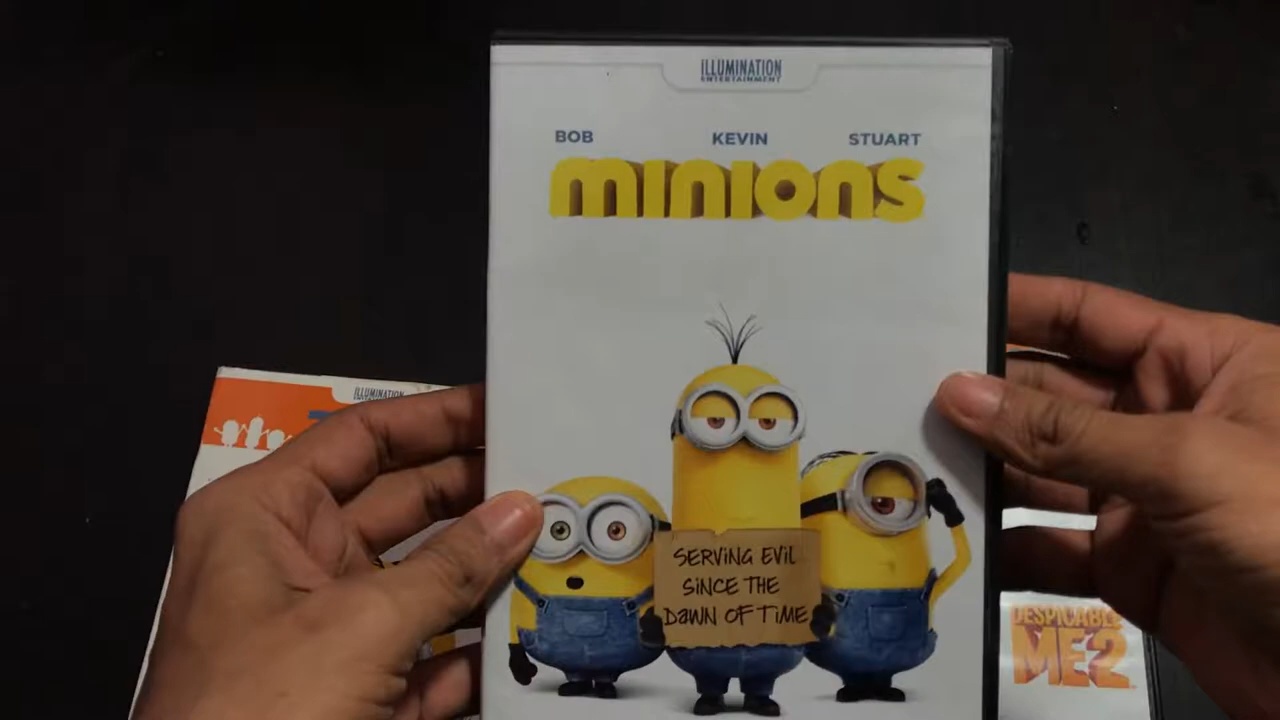 ILLUMINATION
ENTERTAINMENT
BOB KEVIN STUART
minions
SERVING EVIL
SINCE THE
DAWN OF TIME
ILLUMINATION
DESPICABLE
ME2